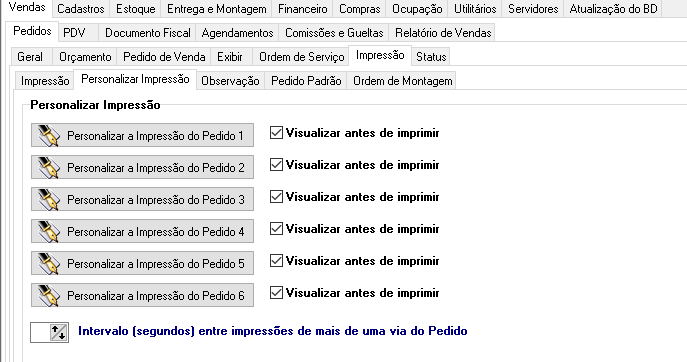 Vendas Cadastros Estoque Entrega e Montagem Financeiro Compras Ocupação Utilitários Servidores Atualização do BD
Pedidos PDV Documento Fiscal Agendamentos Comissões e Gueltas Relatório de Vendas
Geral Orçamento Pedido de Venda Exibir Ordem de Serviço Impressão Status
Impressão Personalizar Impressão Observação Pedido Padrão Ordem de Montagem
Personalizar Impressão
Personalizar a Impressão do Pedido 1 Visualizar antes de imprimir
Personalizar a Impressão do Pedido 2 Visualizar antes de imprimir
Personalizar a Impressão do Pedido 3 Visualizar antes de imprimir
Personalizar a Impressão do Pedido 4 Visualizar antes de imprimir
Personalizar a Impressão do Pedido 5 Visualizar antes de imprimir
Personalizar a Impressão do Pedido 6 Visualizar antes de imprimir
Intervalo (segundos) entre impressões de mais de uma via do Pedido